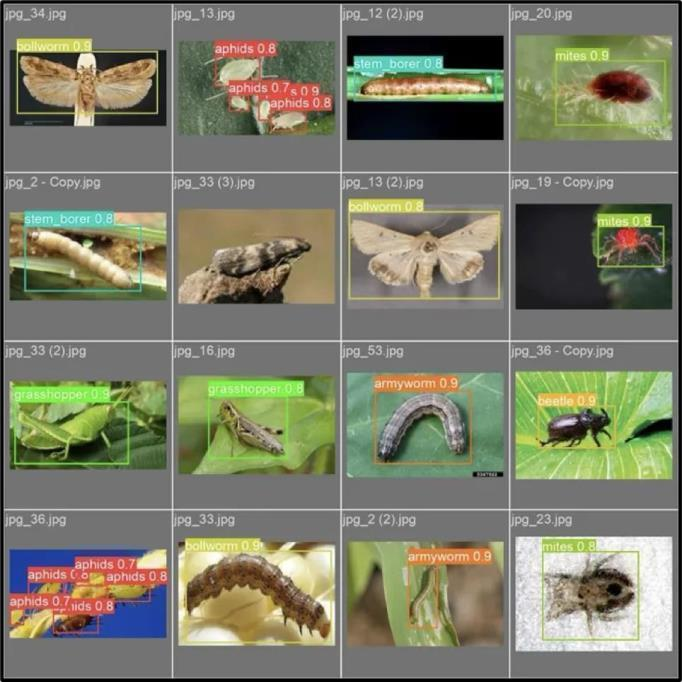 jpg_34.jpg
bollworm 0.9
jpg_13.jpg
aphids 0.8
aphids 0.7
s 0.9
aphids 0.8
jpg_12 (2).jpg
stem_borer 0.8
jpg_20.jpg
mites 0.9
jpg_2 - Copy.jpg
stem_borer 0.8
jpg_33 (3).jpg
jpg_13 (2).jpg
bollworm 0.8
jpg_19 - Copy.jpg
mites 0.9
jpg_33 (2).jpg
grasshopper 0.9
jpg_16.jpg
grasshopper 0.8
jpg_53.jpg
armyworm 0.9
jpg_36 - Copy.jpg
beetle 0.9
jpg_36.jpg
aphids 0.7
aphids 0.8
aphids 0.8
aphids 0.7
hids 0.8
jpg_33.jpg
bollworm 0.9
jpg_2 (2).jpg
armyworm 0.9
jpg_23.jpg
mites 0.8